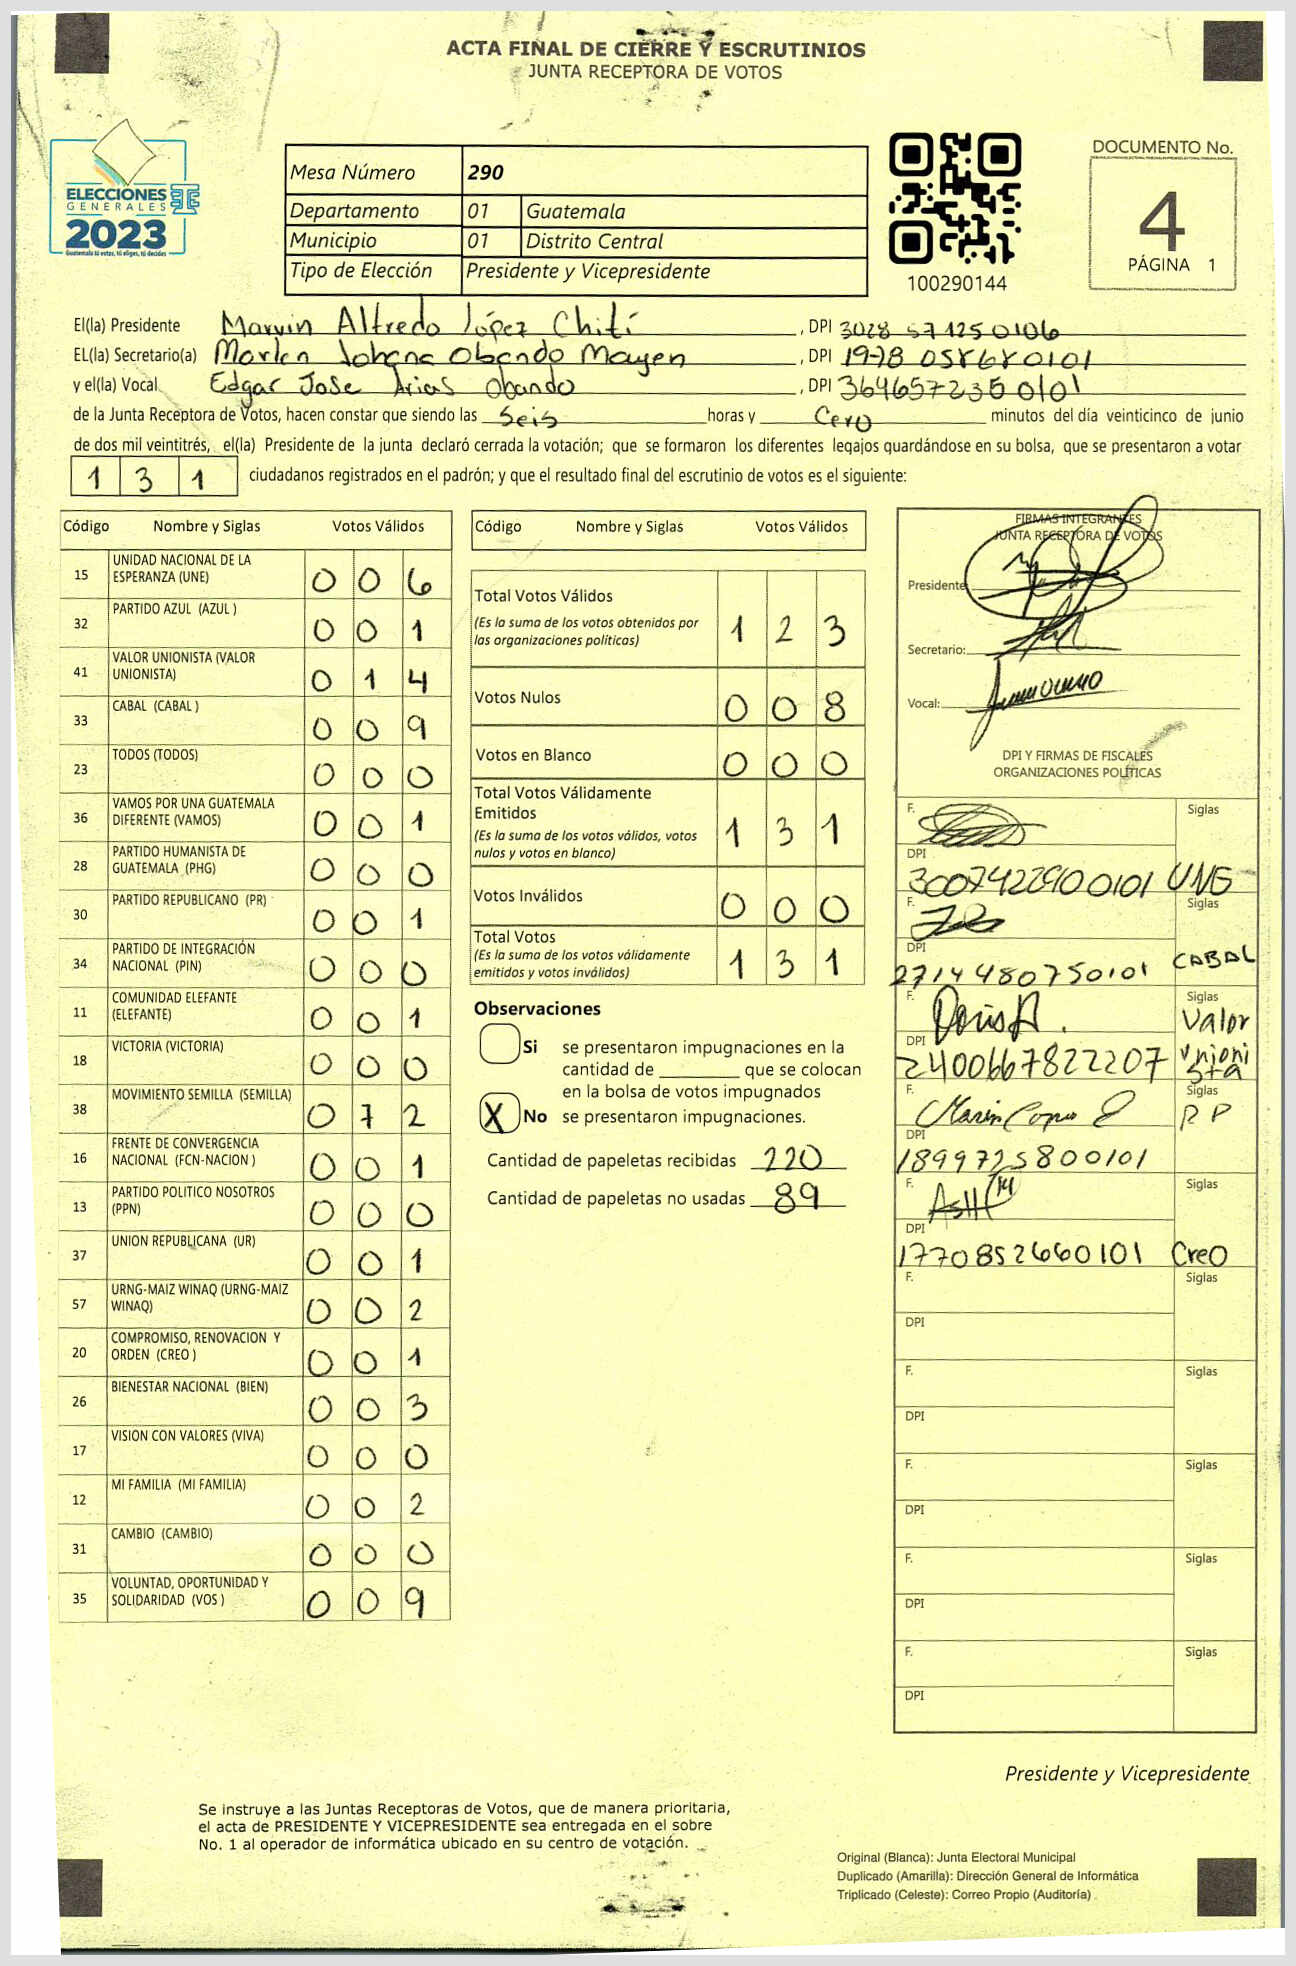 ACTA FINAL DE CIERRE Y ESCRUTINIOS
JUNTA RECEPTORA DE VOTOS
ELECCIONES
GENERALES
2023
Guatemala tú votas, tú eliges, tú decides
Mesa Número 290
Departamento 01 Guatemala
Municipio 01 Distrito Central
Tipo de Elección Presidente y Vicepresidente
100290144
DOCUMENTO No.
4
PÁGINA 1
El(la) Presidente Marvin Alfredo López Chití, DPI 3028 57125 0106
EL(la) Secretario(a) Marlen Johana Obando Mayen, DPI 1978 058680101
y el(la) Vocal Edgar Jose Arias Obando, DPI 3646572350101
de la Junta Receptora de Votos, hacen constar que siendo las Seis horas y Cero minutos del día veinticinco de junio
de dos mil veintitrés, el(la) Presidente de la junta declaró cerrada la votación; que se formaron los diferentes legajos guardándose en su bolsa, que se presentaron a votar
1 3 1 ciudadanos registrados en el padrón; y que el resultado final del escrutinio de votos es el siguiente:
Código Nombre y Siglas Votos Válidos
15 UNIDAD NACIONAL DE LA ESPERANZA (UNE) 0 0 6
32 PARTIDO AZUL (AZUL ) 0 0 1
41 VALOR UNIONISTA (VALOR UNIONISTA) 0 1 4
33 CABAL (CABAL ) 0 0 9
23 TODOS (TODOS) 0 0 0
36 VAMOS POR UNA GUATEMALA DIFERENTE (VAMOS) 0 0 1
28 PARTIDO HUMANISTA DE GUATEMALA (PHG) 0 0 0
30 PARTIDO REPUBLICANO (PR) 0 0 1
34 PARTIDO DE INTEGRACIÓN NACIONAL (PIN) 0 0 0
11 COMUNIDAD ELEFANTE (ELEFANTE) 0 0 1
18 VICTORIA (VICTORIA) 0 0 0
38 MOVIMIENTO SEMILLA (SEMILLA) 0 7 2
16 FRENTE DE CONVERGENCIA NACIONAL (FCN-NACION ) 0 0 1
13 PARTIDO POLITICO NOSOTROS (PPN) 0 0 0
37 UNION REPUBLICANA (UR) 0 0 1
57 URNG-MAIZ WINAQ (URNG-MAIZ WINAQ) 0 0 2
20 COMPROMISO, RENOVACION Y ORDEN (CREO ) 0 0 1
26 BIENESTAR NACIONAL (BIEN) 0 0 3
17 VISION CON VALORES (VIVA) 0 0 0
12 MI FAMILIA (MI FAMILIA) 0 0 2
31 CAMBIO (CAMBIO) 0 0 0
35 VOLUNTAD, OPORTUNIDAD Y SOLIDARIDAD (VOS ) 0 0 9
Código Nombre y Siglas Votos Válidos
Total Votos Válidos 1 2 3
(Es la suma de los votos obtenidos por
las organizaciones políticas)
Votos Nulos 0 0 8
Votos en Blanco 0 0 0
Total Votos Válidamente
Emitidos 1 3 1
(Es la suma de los votos válidos, votos
nulos y votos en blanco)
Votos Inválidos 0 0 0
Total Votos 1 3 1
(Es la suma de los votos válidamente
emitidos y votos inválidos)
Observaciones
Si se presentaron impugnaciones en la
cantidad de ________ que se colocan
en la bolsa de votos impugnados
X No se presentaron impugnaciones.
Cantidad de papeletas recibidas 220
Cantidad de papeletas no usadas 89
FIRMAS INTEGRANTES
JUNTA RECEPTORA DE VOTOS
Presidente:
Secretario:
Vocal:
DPI Y FIRMAS DE FISCALES
ORGANIZACIONES POLÍTICAS
F. Siglas
DPI
3007422900101 UNE
F. Siglas
DPI
2714480750101 CABAL
F. Doris A. Siglas
Valor
DPI
2400667822207 Unioni
sta
F. Siglas
DPI RP
1899725800101
F. Siglas
DPI
1770852660101 Creo
F. Siglas
DPI
F. Siglas
DPI
F. Siglas
DPI
F. Siglas
DPI
F. Siglas
DPI
Presidente y Vicepresidente
Se instruye a las Juntas Receptoras de Votos, que de manera prioritaria,
el acta de PRESIDENTE Y VICEPRESIDENTE sea entregada en el sobre
No. 1 al operador de informática ubicado en su centro de votación.
Original (Blanca): Junta Electoral Municipal
Duplicado (Amarilla): Dirección General de Informática
Triplicado (Celeste): Correo Propio (Auditoría)